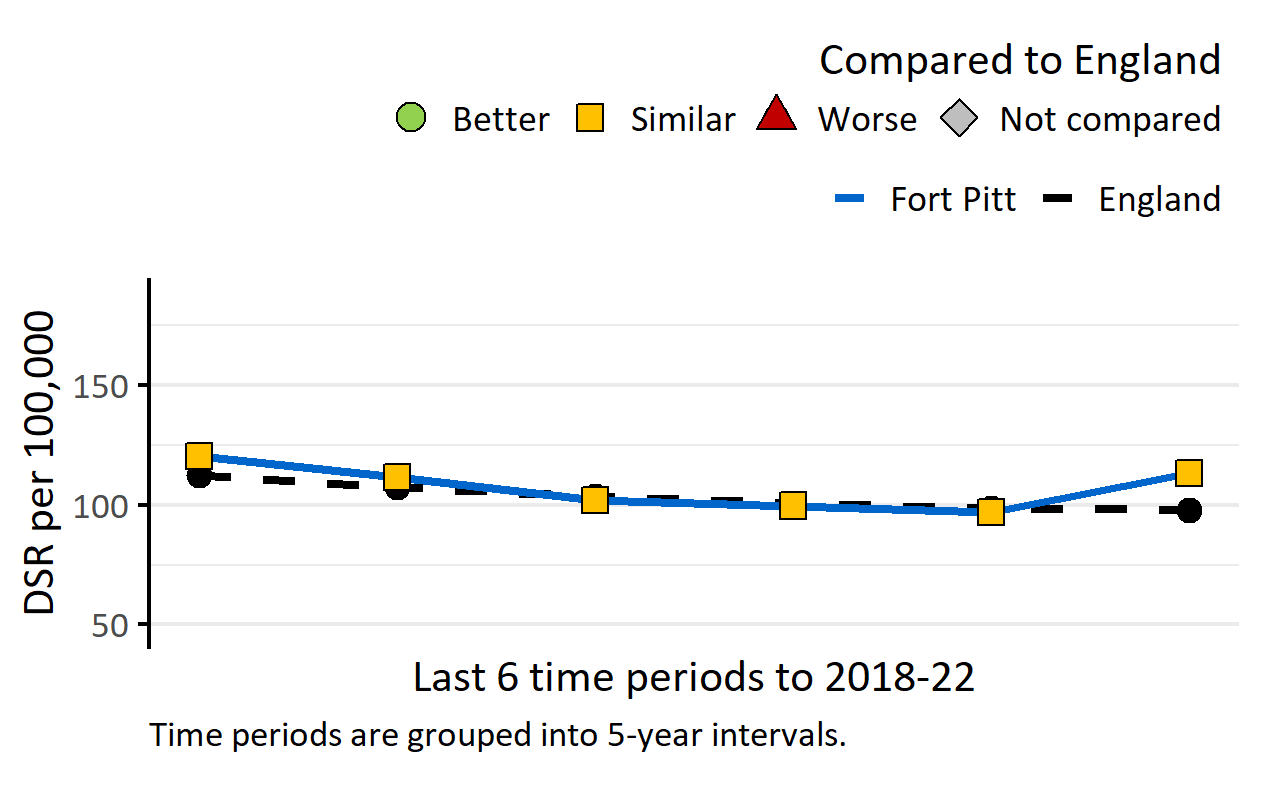 Compared to England
Better Similar Worse Not compared
Fort Pitt England
DSR per 100,000
150
100
50
Last 6 time periods to 2018-22
Time periods are grouped into 5-year intervals.